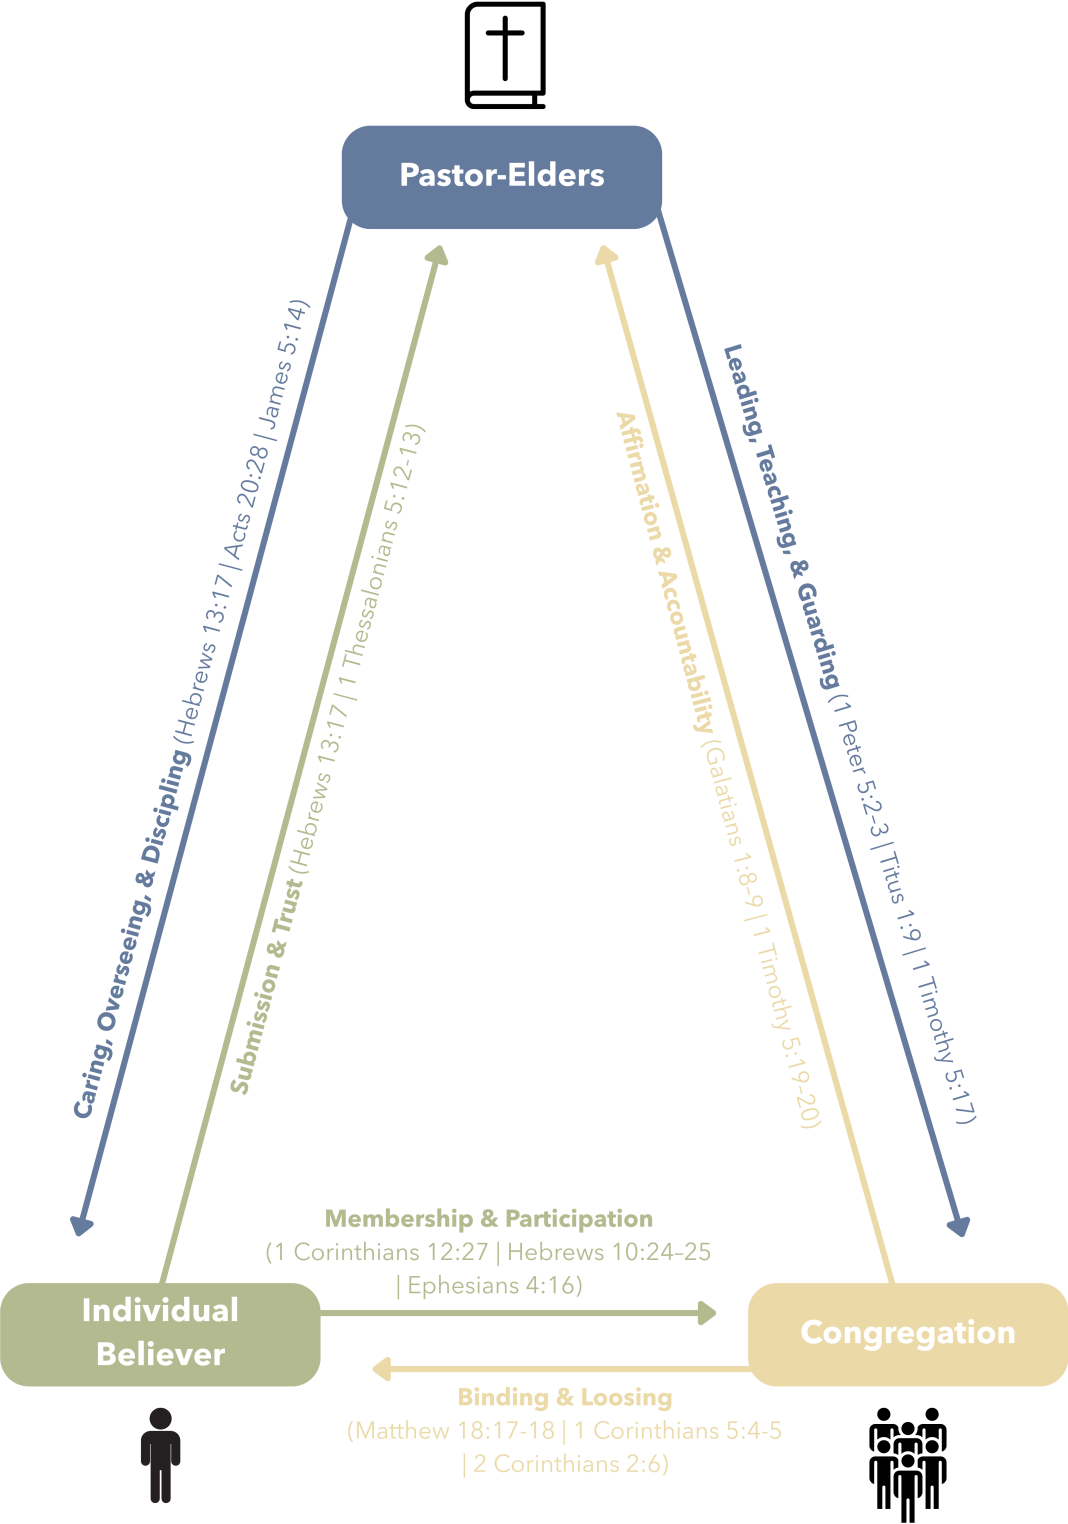 Pastor-Elders
Caring, Overseeing, & Discipling (Hebrews 13:17 | Acts 20:28 | James 5:14)
Submission & Trust (Hebrews 13:17 | 1 Thessalonians 5:12-13)
Affirmation & Accountability (Galatians 1:8–9 | 1 Timothy 5:19–20)
Leading, Teaching, & Guarding (1 Peter 5:2–3 | Titus 1:9 | 1 Timothy 5:17)
Membership & Participation
(1 Corinthians 12:27 | Hebrews 10:24–25
| Ephesians 4:16)
Individual
Believer
Congregation
Binding & Loosing
(Matthew 18:17-18 | 1 Corinthians 5:4-5
| 2 Corinthians 2:6)